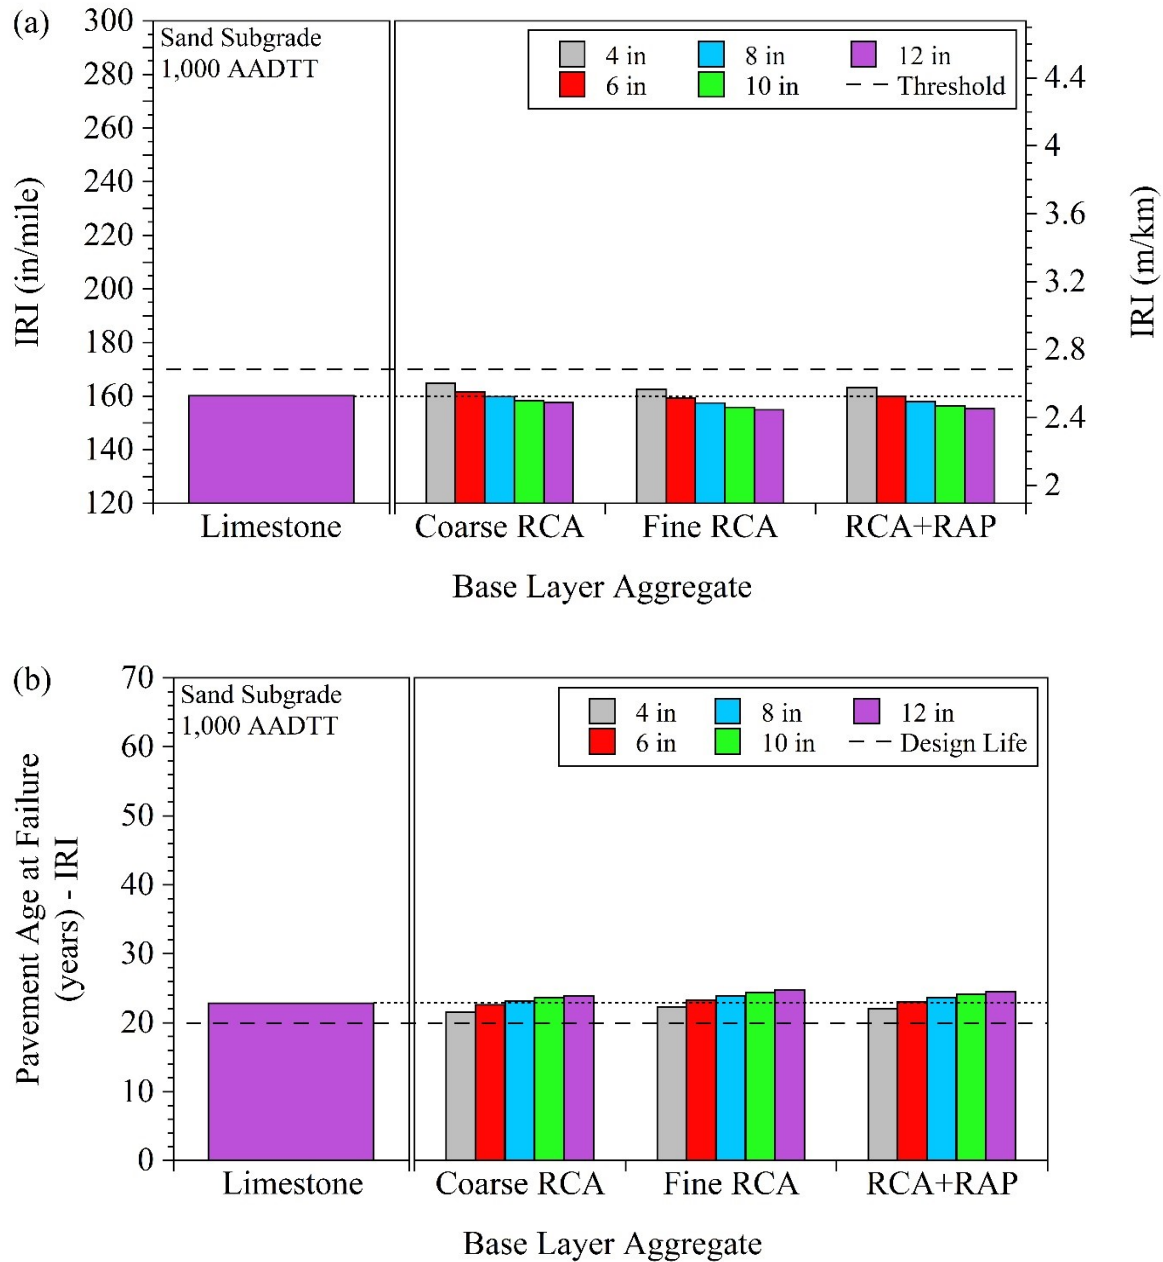 (a)
300
280
260
240
220
200
180
160
140
120
IRI (in/mile)
Sand Subgrade
1,000 AADTT
4 in 8 in 12 in
6 in 10 in Threshold
4.4
4
3.6
3.2
2.8
2.4
2
IRI (m/km)
Limestone Coarse RCA Fine RCA RCA+RAP
Base Layer Aggregate
(b)
70
60
50
40
30
20
10
0
Pavement Age at Failure
(years) - IRI
Sand Subgrade
1,000 AADTT
4 in 8 in 12 in
6 in 10 in Design Life
Limestone Coarse RCA Fine RCA RCA+RAP
Base Layer Aggregate